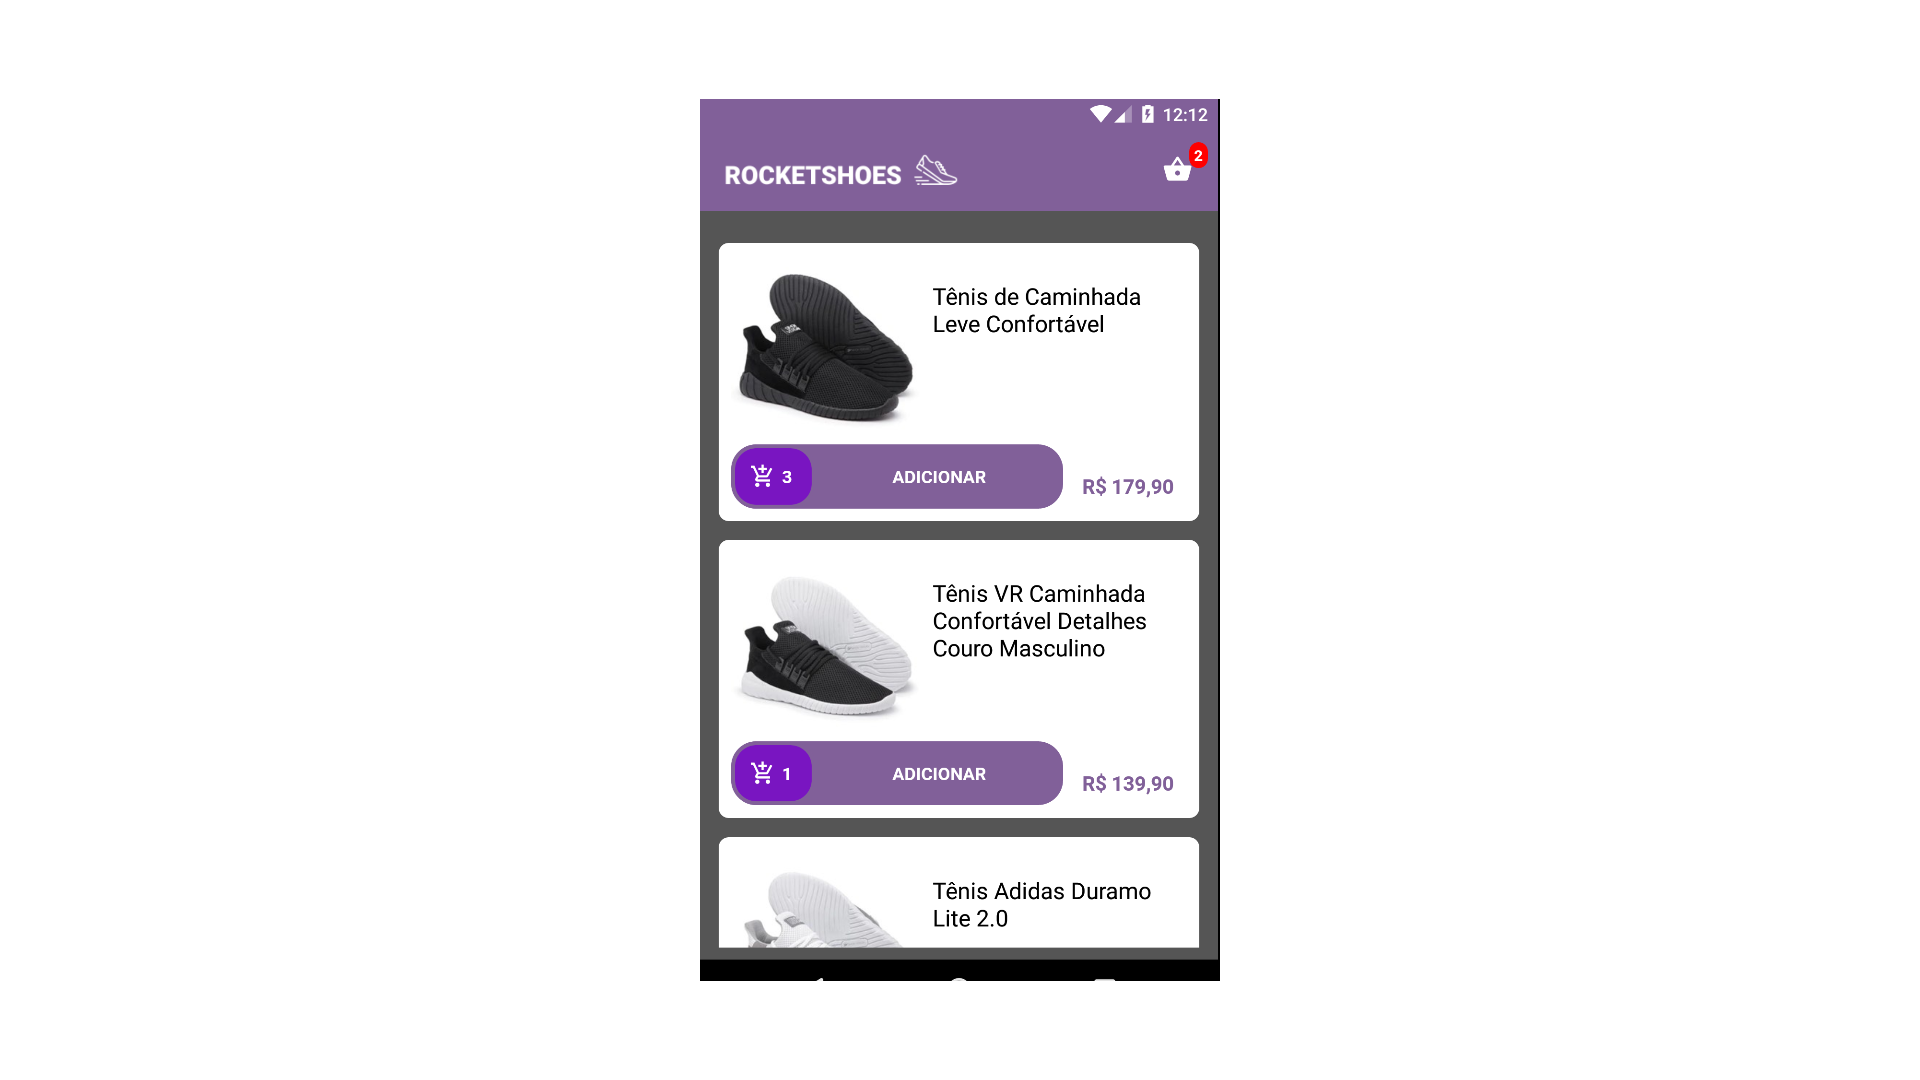 12:12
ROCKETSHOES
2
Tênis de Caminhada
Leve Confortável
3 ADICIONAR
R$ 179,90
Tênis VR Caminhada
Confortável Detalhes
Couro Masculino
1 ADICIONAR
R$ 139,90
Tênis Adidas Duramo
Lite 2.0